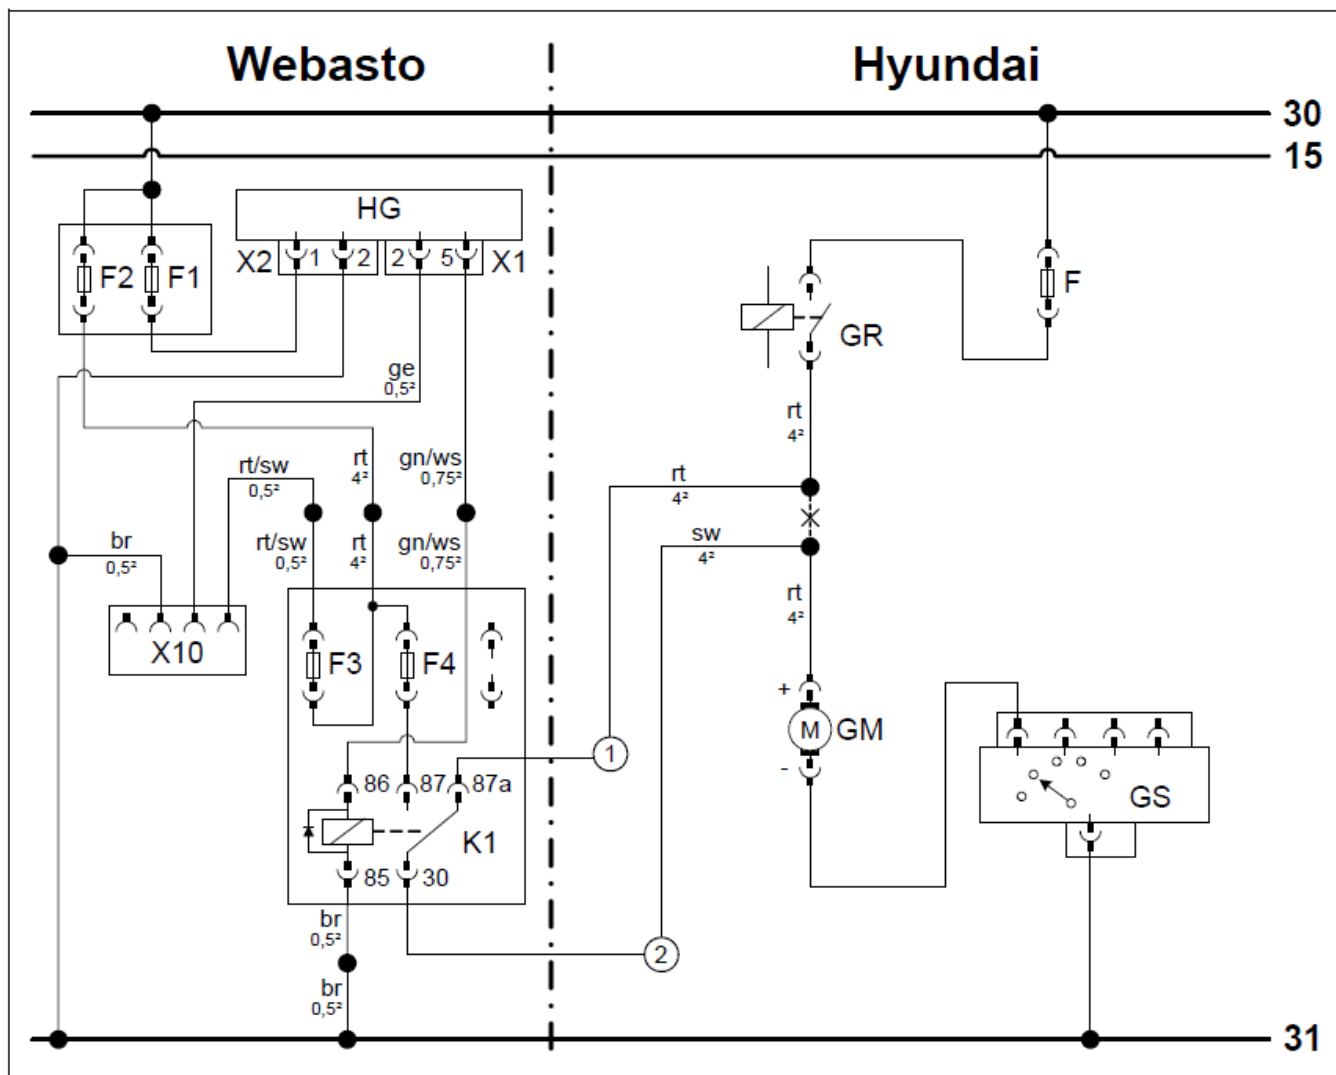 Webasto
Hyundai
30
15
HG
X2 1 2 2 5 X1
F2 F1
F
GR
ge
0,5²
rt
4²
rt/sw
0,5²
rt
4²
gn/ws
0,75²
rt
4²
sw
4²
br
0,5²
rt/sw
0,5²
rt
4²
gn/ws
0,75²
rt
4²
X10
F3 F4
+
M GM
-
1
86 87 87a
GS
K1
85 30
br
0,5²
2
br
0,5²
31